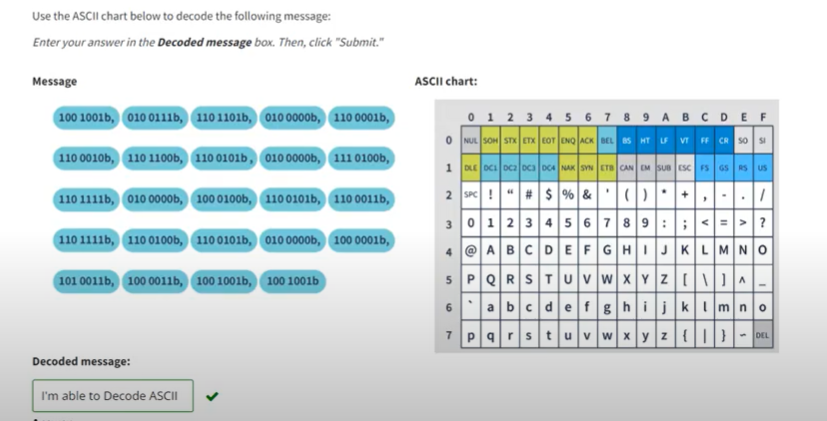 Use the ASCII chart below to decode the following message:
Enter your answer in the Decoded message box. Then, click "Submit."
Message
ASCII chart:
100 1001b, 010 0111b, 110 1101b, 010 0000b, 110 0001b,
110 0010b, 110 1100b, 110 0101b, 010 0000b, 111 0100b,
110 1111b, 010 0000b, 100 0100b, 110 0101b, 110 0011b,
110 1111b, 110 0100b, 110 0101b, 010 0000b, 100 0001b,
101 0011b, 100 0011b, 100 1001b, 100 1001b
0 1 2 3 4 5 6 7 8 9 A B C D E F
0 NUL SOH STX ETX EOT ENQ ACK BEL BS HT LF VT FF CR SO SI
1 DLE DC1 DC2 DC3 DC4 NAK SYN ETB CAN EM SUB ESC FS GS RS US
2 SPC ! “ # $ % & ' ( ) * + , - . /
3 0 1 2 3 4 5 6 7 8 9 : ; < = > ?
4 @ A B C D E F G H I J K L M N O
5 P Q R S T U V W X Y Z [ \ ] ^ _
6 ` a b c d e f g h i j k l m n o
7 p q r s t u v w x y z { | } ~ DEL
Decoded message:
I'm able to Decode ASCII